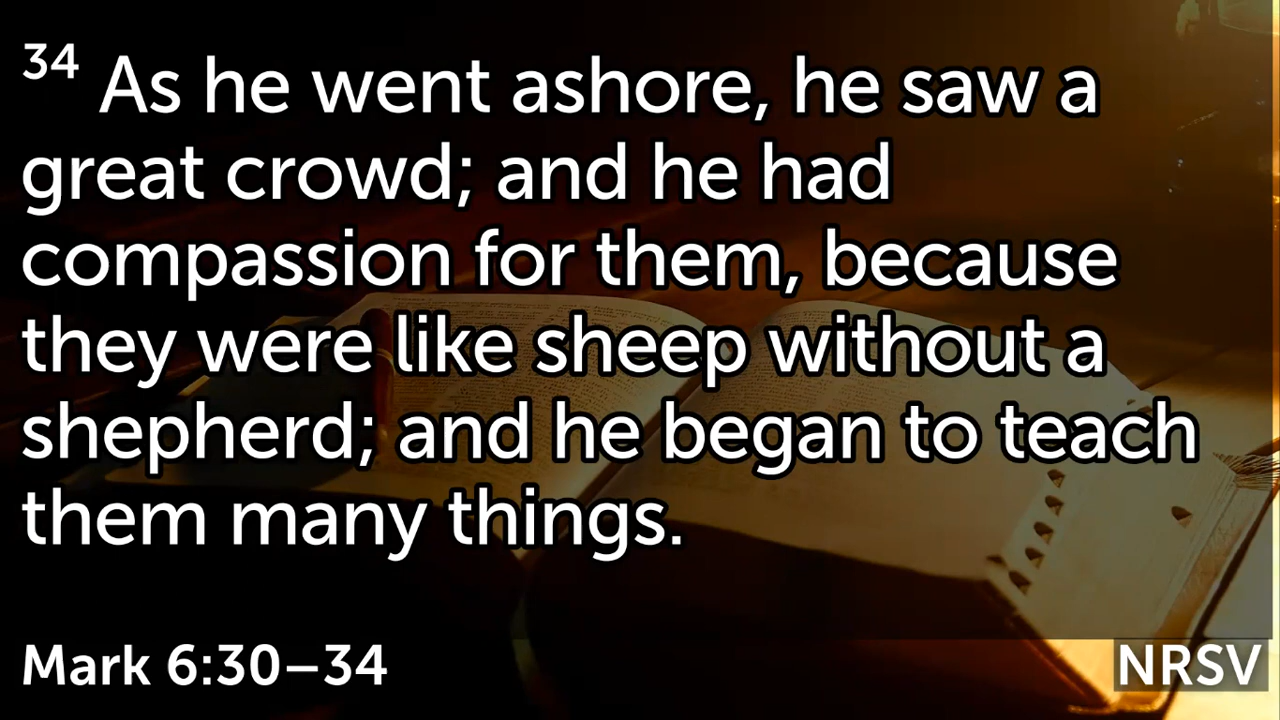 34 As he went ashore, he saw a
great crowd; and he had
compassion for them, because
they were like sheep without a
shepherd; and he began to teach
them many things.
Mark 6:30–34
NRSV